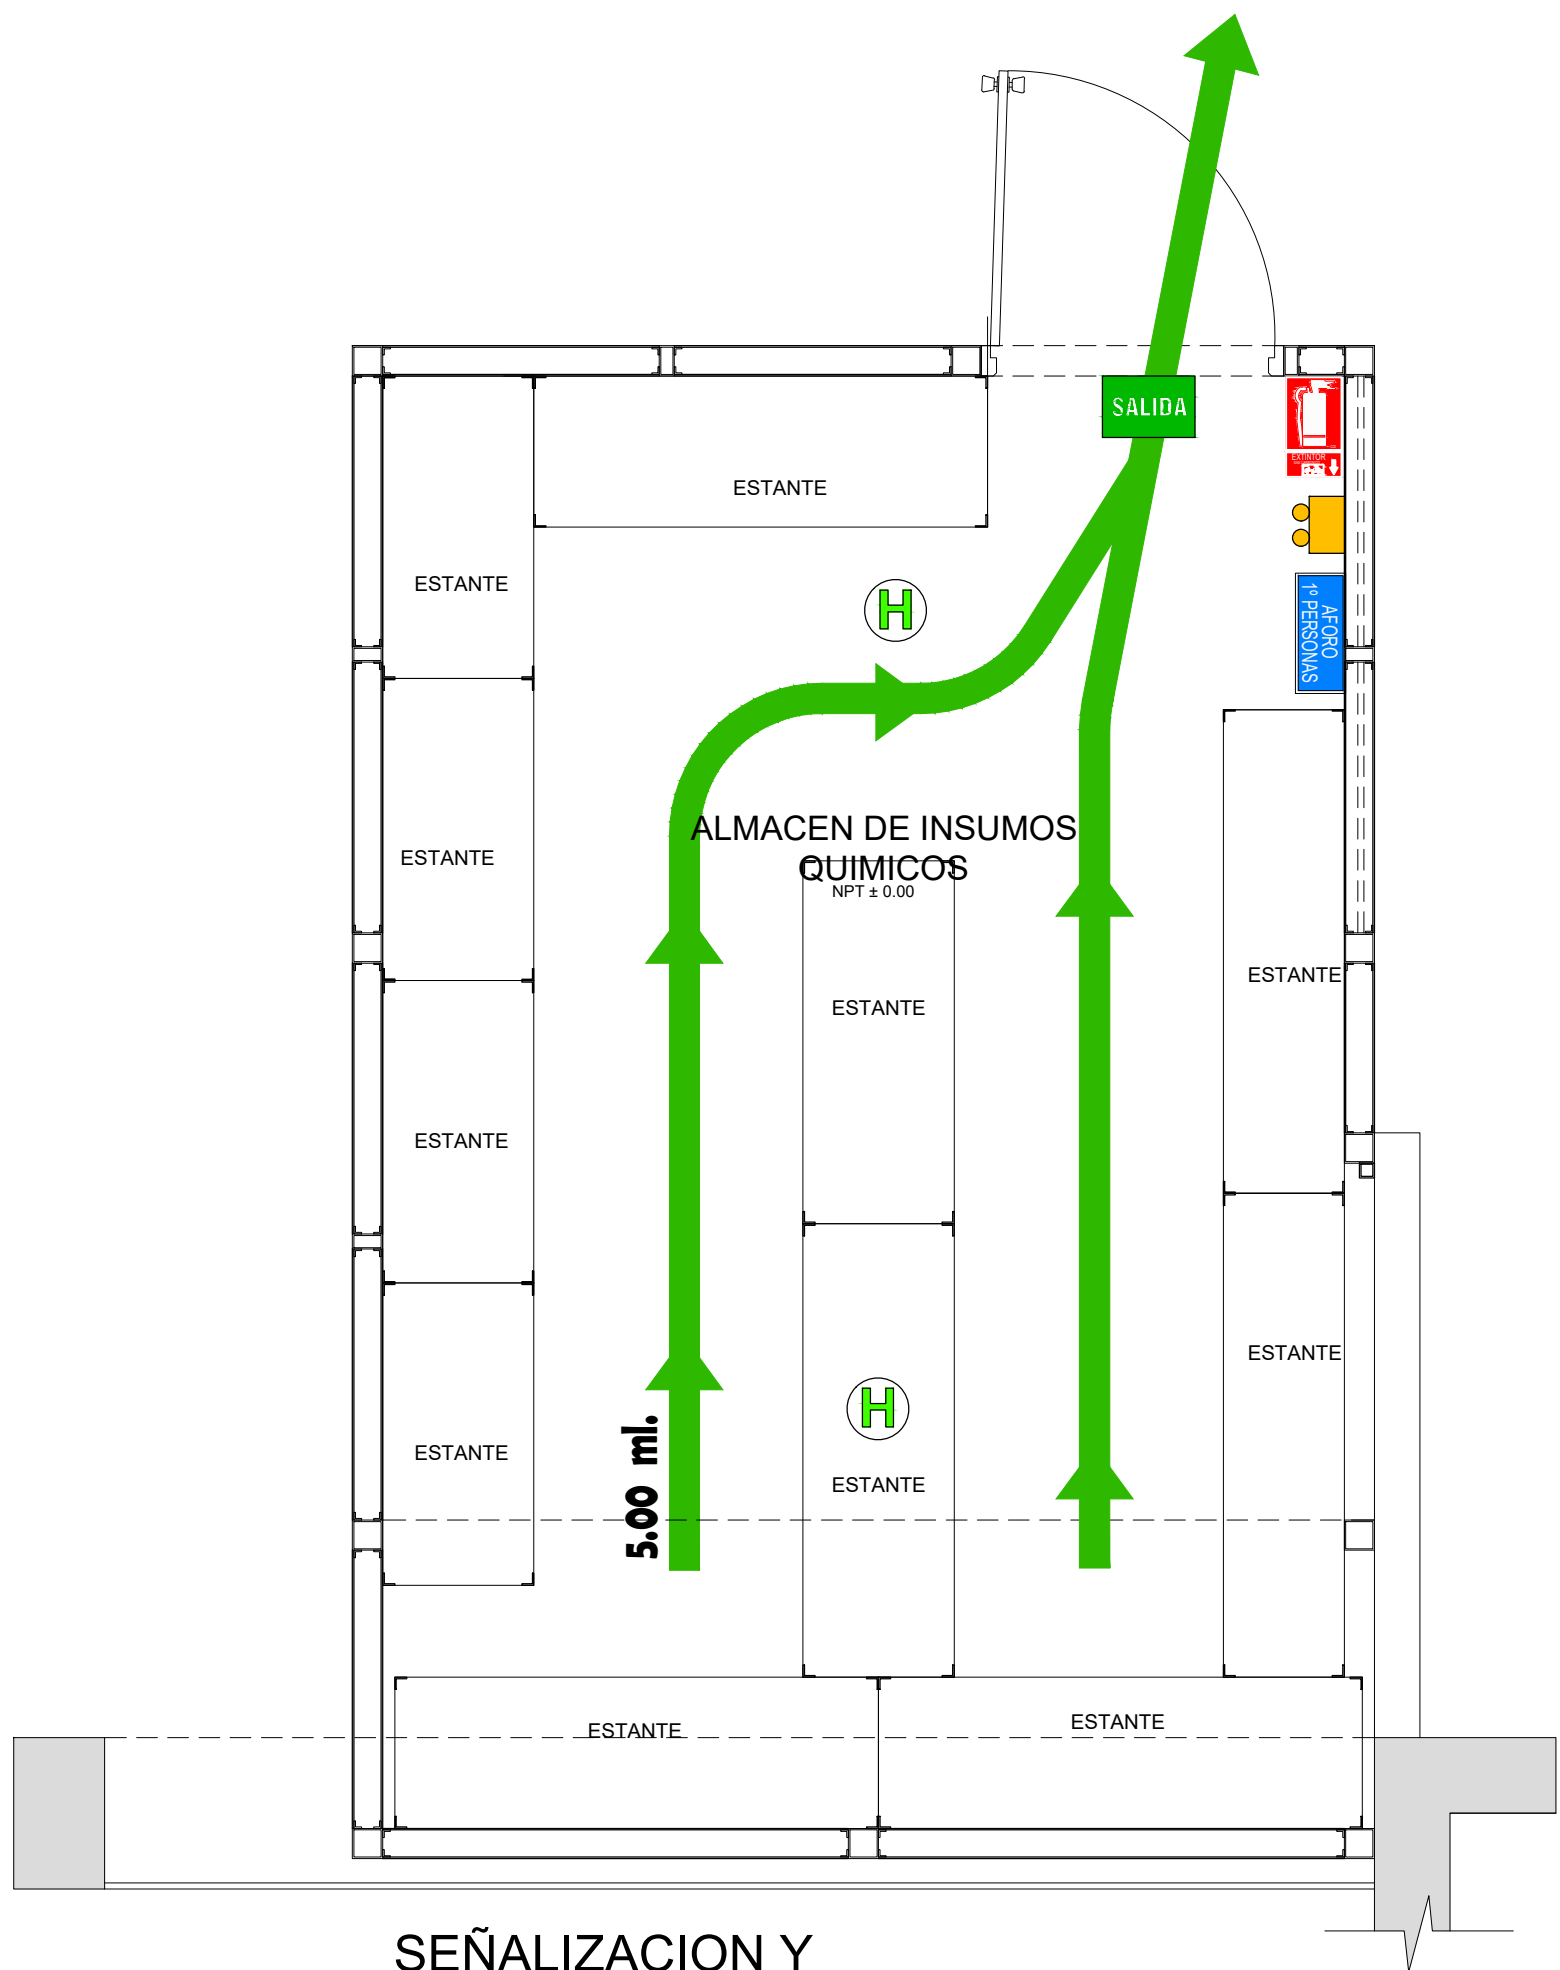 SALIDA
EXTINTOR
ESTANTE
ESTANTE
H
AFORO
1º PERSONAS
ALMACEN DE INSUMOS
QUIMICOS
NPT ± 0.00
ESTANTE
ESTANTE
ESTANTE
ESTANTE
ESTANTE
H
5.00 ml.
ESTANTE
ESTANTE
ESTANTE
ESTANTE
SEÑALIZACION Y